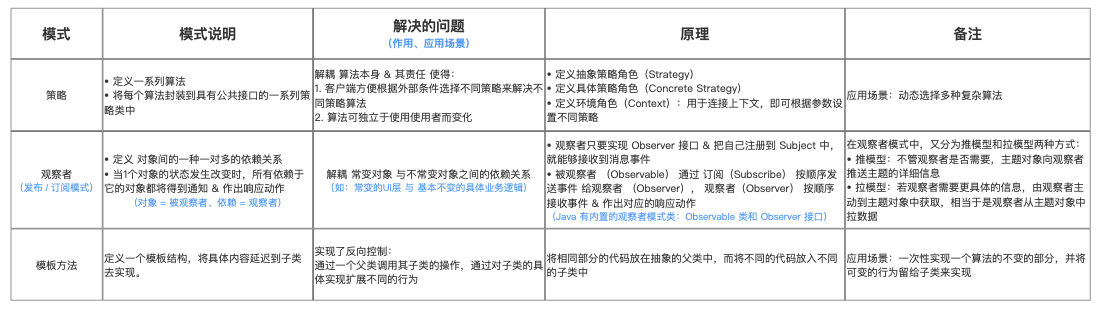 模式
模式说明
解决的问题
（作用、应用场景）
原理
备注
策略
• 定义一系列算法
• 将每个算法封装到具有公共接口的一系列策
略类中
解耦 算法本身 & 其责任 使得：
1. 客户端方便根据外部条件选择不同策略来解决不
同策略算法
2. 算法可独立于使用使用者而变化
• 定义抽象策略角色（Strategy）
• 定义具体策略角色（Concrete Strategy）
• 定义环境角色（Context）：用于连接上下文，即可根据参数设
置不同策略
应用场景：动态选择多种复杂算法
观察者
（发布 / 订阅模式）
• 定义 对象间的一种一对多的依赖关系
• 当1个对象的状态发生改变时，所有依赖于
它的对象都将得到通知 & 作出响应动作
（对象 = 被观察者、依赖 = 观察者）
解耦 常变对象 与不常变对象之间的依赖关系
（如：常变的UI层 与 基本不变的具体业务逻辑）
• 观察者只要实现 Observer 接口 & 把自己注册到 Subject 中，
就能够接收到消息事件
• 被观察者 （Observable） 通过 订阅（Subscribe） 按顺序发
送事件 给观察者 （Observer）， 观察者（Observer） 按顺序
接收事件 & 作出对应的响应动作
（Java 有内置的观察者模式类：Observable 类和 Observer 接口）
在观察者模式中，又分为推模型和拉模型两种方式：
• 推模型：不管观察者是否需要，主题对象向观察者
推送主题的详细信息
• 拉模型：若观察者需要更具体的信息，由观察者主
动到主题对象中获取，相当于是观察者从主题对象中
拉数据
模板方法
定义一个模板结构，将具体内容延迟到子类
去实现。
实现了反向控制：
通过一个父类调用其子类的操作，通过对子类的具
体实现扩展不同的行为
将相同部分的代码放在抽象的父类中，而将不同的代码放入不同
的子类中
应用场景：一次性实现一个算法的不变的部分，并将
可变的行为留给子类来实现